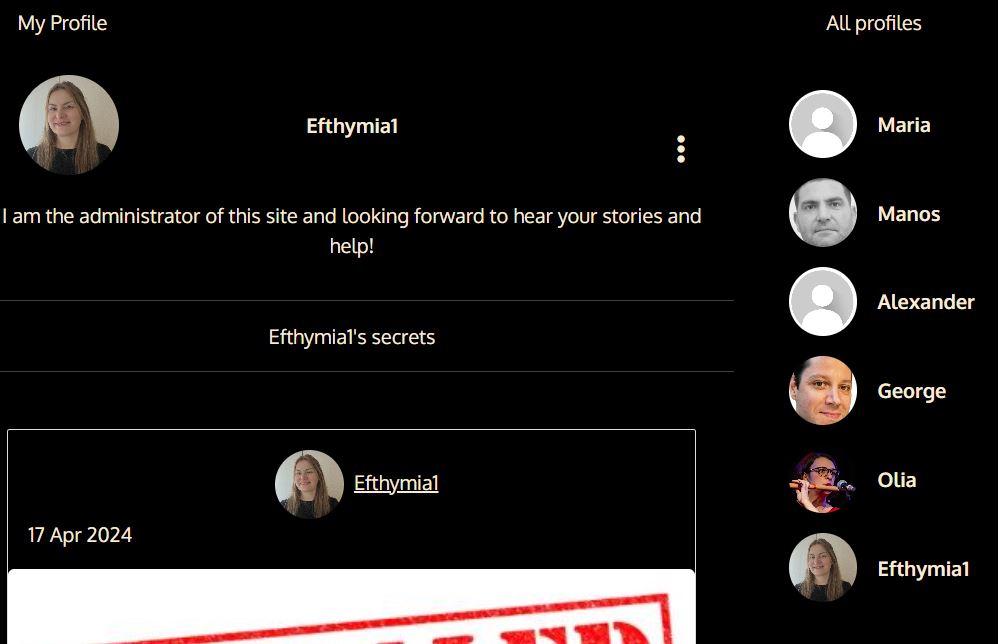 My Profile
Efthymia1
I am the administrator of this site and looking forward to hear your stories and
help!
Efthymia1's secrets
Efthymia1
17 Apr 2024
All profiles
Maria
Manos
Alexander
George
Olia
Efthymia1